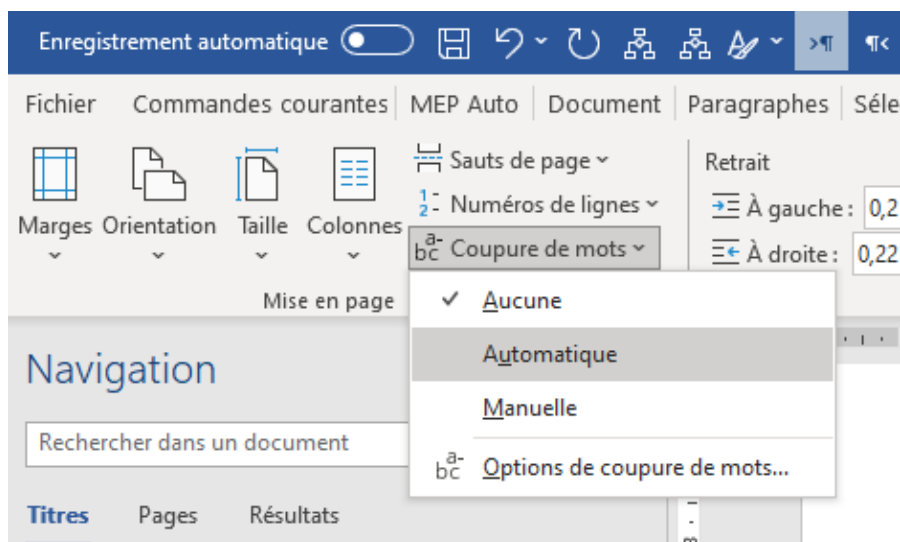 Enregistrement automatique
Fichier Commandes courantes MEP Auto Document Paragraphes Séle
Sauts de page
Retrait
Numéros de lignes
À gauche : 0,2
Marges Orientation Taille Colonnes
Coupure de mots
À droite : 0,22
Mise en page
Aucune
Automatique
Manuelle
Options de coupure de mots...
Navigation
Rechercher dans un document
Titres Pages Résultats